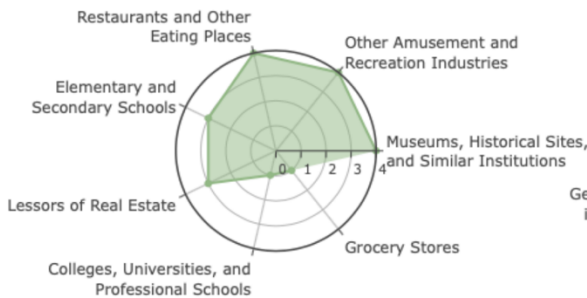 Restaurants and Other
Eating Places
Other Amusement and
Recreation Industries
Elementary and
Secondary Schools
Museums, Historical Sites,
and Similar Institutions
0 1 2 3 4
Ge
i
Lessors of Real Estate
Grocery Stores
Colleges, Universities, and
Professional Schools